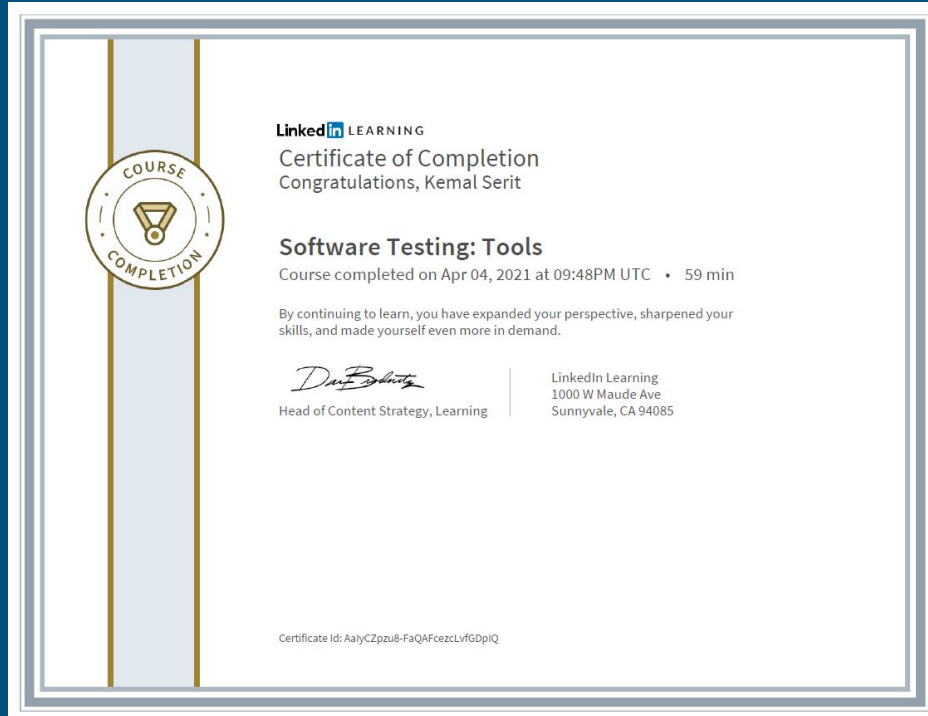 COURSE
COMPLETION
Linked in LEARNING
Certificate of Completion
Congratulations, Kemal Serit
Software Testing: Tools
Course completed on Apr 04, 2021 at 09:48PM UTC • 59 min
By continuing to learn, you have expanded your perspective, sharpened your
skills, and made yourself even more in demand.
Head of Content Strategy, Learning
LinkedIn Learning
1000 W Maude Ave
Sunnyvale, CA 94085
Certificate Id: AaIyCZpzu8-FaQAFcezcLvfGDpIQ